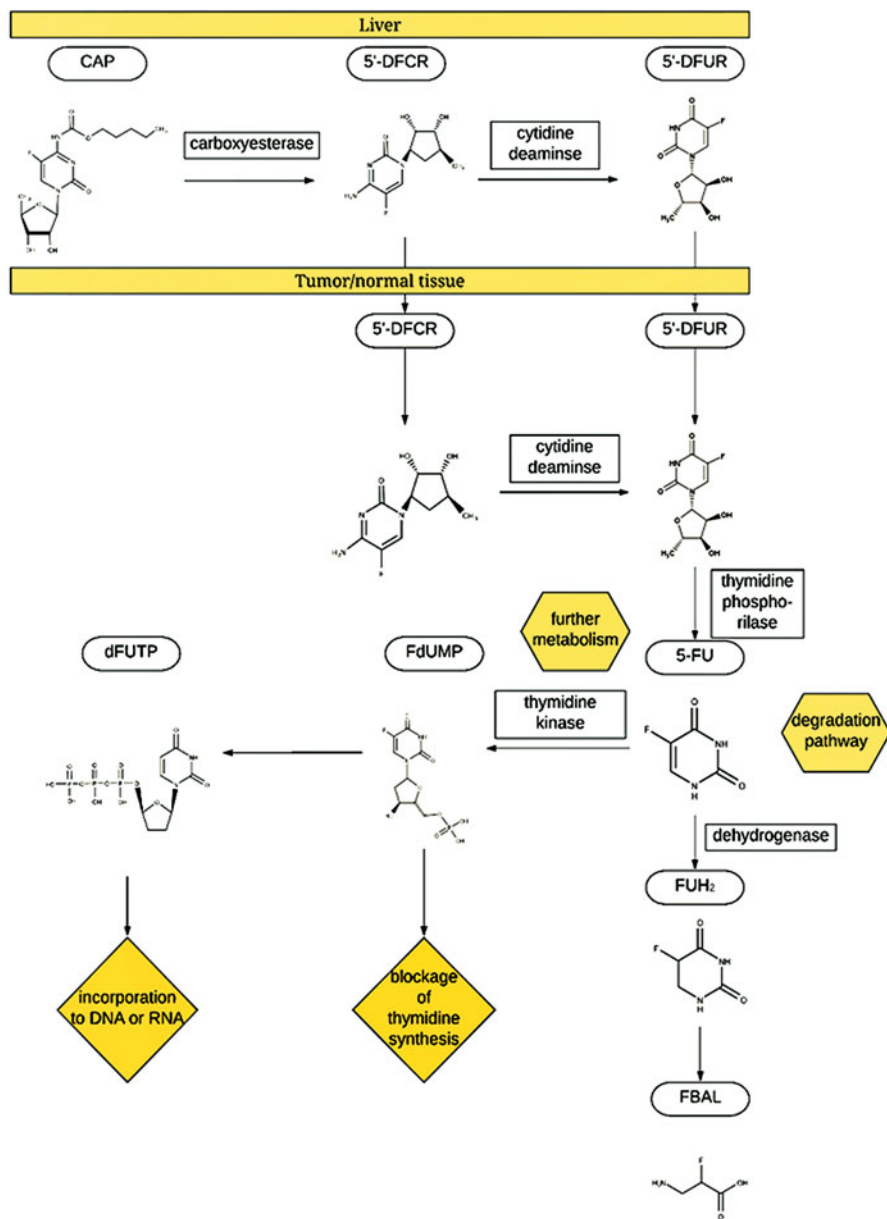 Liver
CAP
5'-DFCR
5'-DFUR
carboxyesterase
cytidine
deaminse
Tumor/normal tissue
5'-DFCR
5'-DFUR
cytidine
deaminse
thymidine
phospho-
rilase
further
metabolism
dFUTP
FdUMP
5-FU
thymidine
kinase
degradation
pathway
dehydrogenase
FUH₂
incorporation
to DNA or RNA
blockage
of
thymidine
synthesis
FBAL